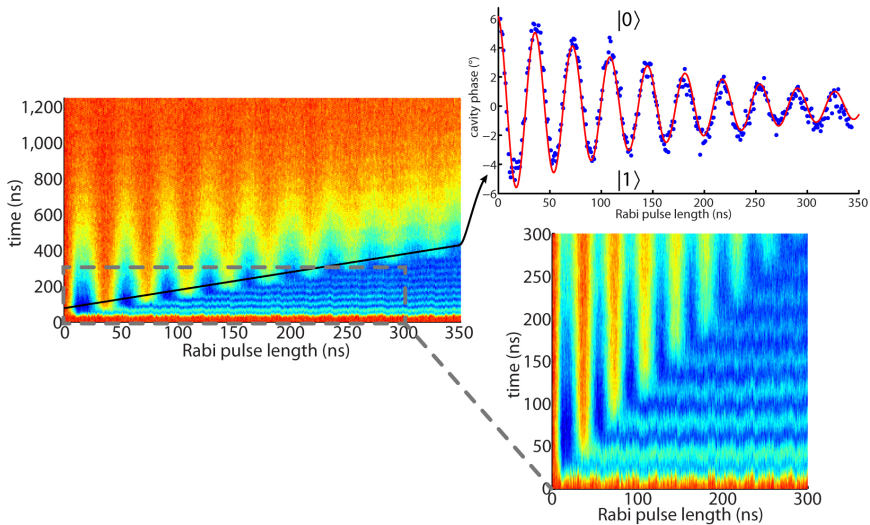 6
4
2
0
−2
−4
−6
cavity phase (°)
|0⟩
|1⟩
0 50 100 150 200 250 300 350
Rabi pulse length (ns)
1,200
1,000
800
600
400
200
0
time (ns)
0 50 100 150 200 250 300 350
Rabi pulse length (ns)
300
250
200
150
100
50
0
time (ns)
0 100 200 300
Rabi pulse length (ns)